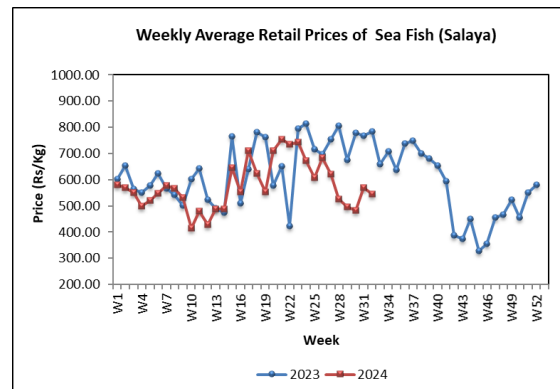 Weekly Average Retail Prices of Sea Fish (Salaya)
1000.00
900.00
800.00
700.00
600.00
500.00
400.00
300.00
200.00
Price (Rs/Kg)
W1
W4
W7
W10
W13
W16
W19
W22
W25
W28
W31
W34
W37
W40
W43
W46
W49
W52
Week
2023
2024